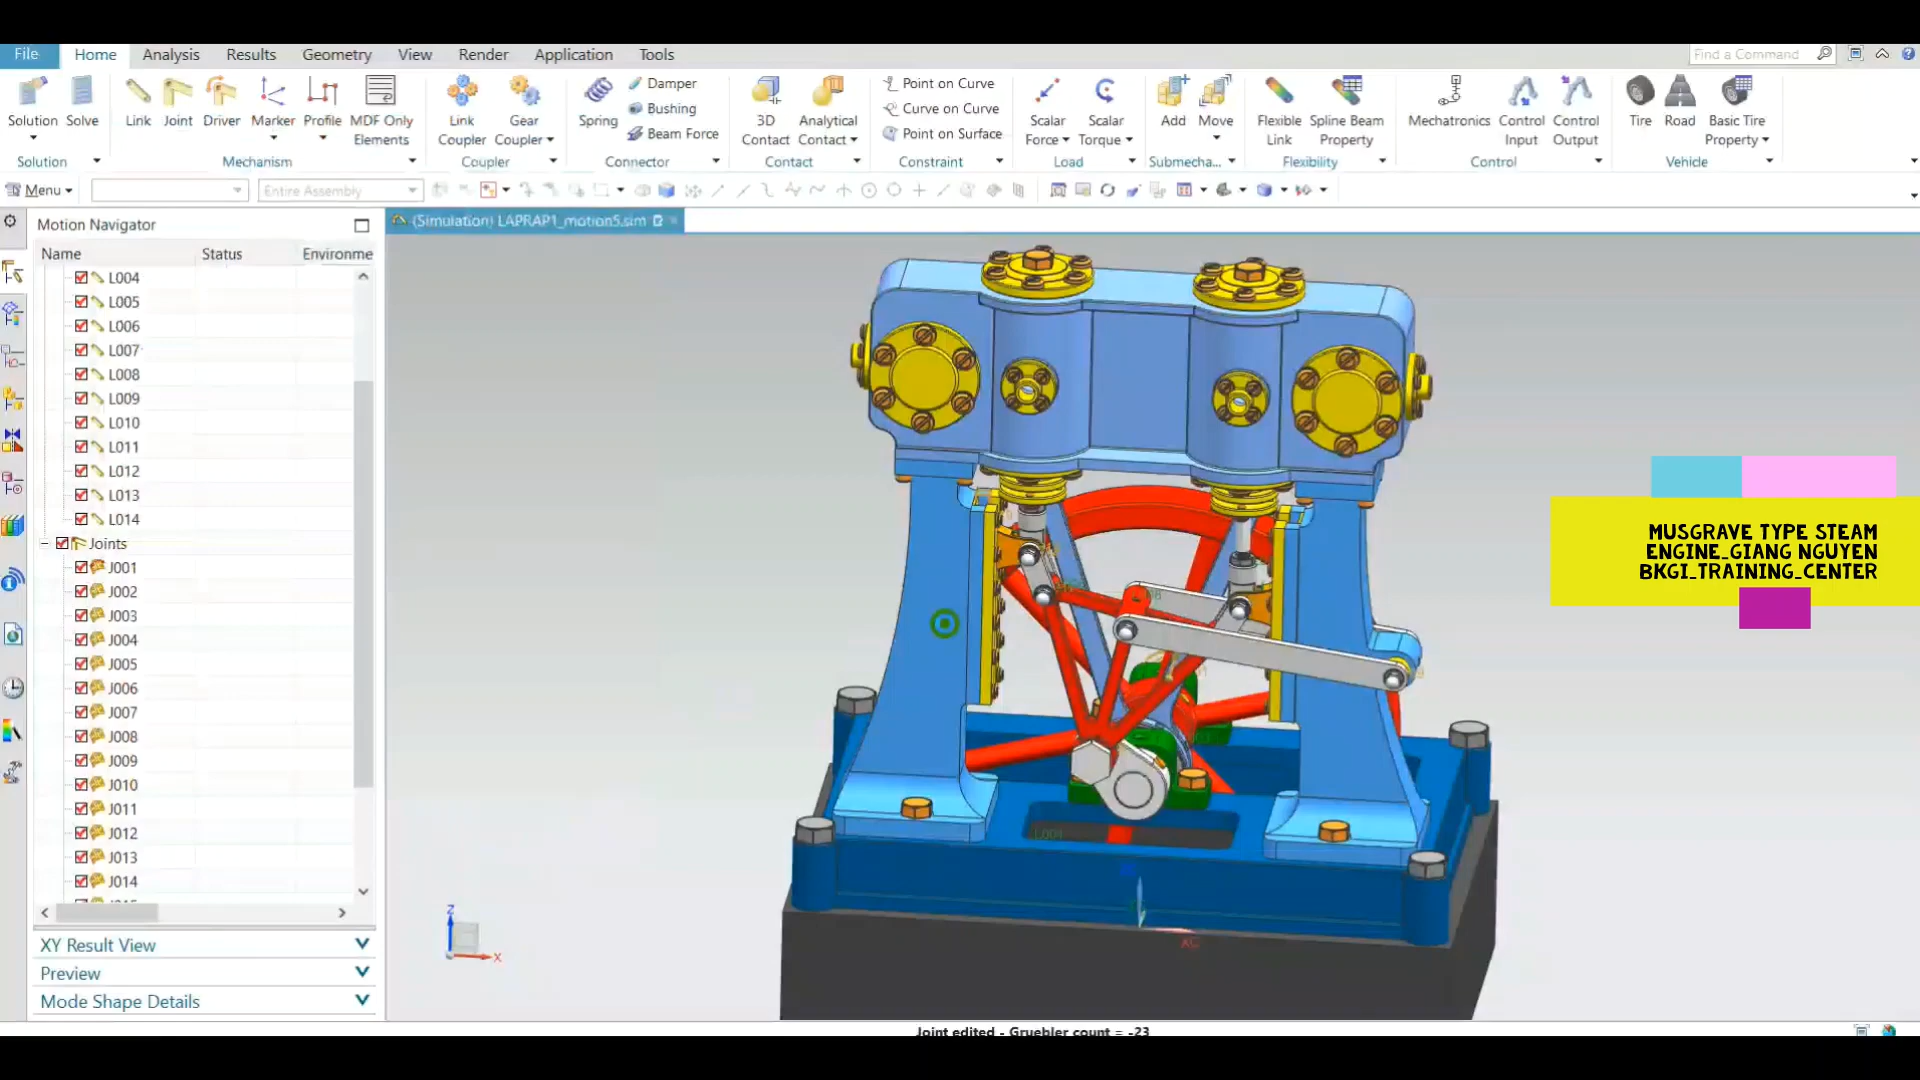 File Home Analysis Results Geometry View Render Application Tools
Find a Command
Solution Solve Link Joint Driver Marker Profile MDF Only Elements
Link Coupler Gear Coupler
Spring Damper Bushing Beam Force
3D Contact Analytical Contact
Point on Curve
Curve on Curve
Point on Surface
Scalar Force Scalar Torque
Add Move
Flexible Link Spline Beam Property
Mechatronics Control Input Control Output
Tire Road Basic Tire Property
Solution Mechanism Coupler Connector Contact Constraint Load Submecha... Flexibility Control Vehicle
Menu Entire Assembly
Motion Navigator
(Simulation) LAPRAP1_motion5.sim
Name Status Environme
L004
L005
L006
L007
L008
L009
L010
L011
L012
L013
L014
Joints
J001
J002
J003
J004
J005
J006
J007
J008
J009
J010
J011
J012
J013
J014
XY Result View
Preview
Mode Shape Details
MUSGRAVE TYPE STEAM
ENGINE_GIANG NGUYEN
BKGI_TRAINING_CENTER
Z
X
XC
Joint edited - Gruebler count = -23